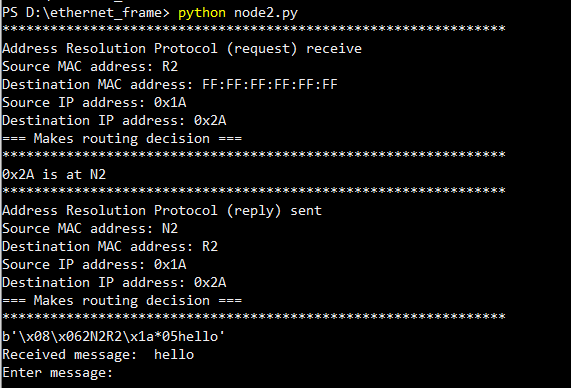 PS D:\ethernet_frame> python node2.py
***************************************************************
Address Resolution Protocol (request) receive
Source MAC address: R2
Destination MAC address: FF:FF:FF:FF:FF:FF
Source IP address: 0x1A
Destination IP address: 0x2A
=== Makes routing decision ===
***************************************************************
0x2A is at N2
***************************************************************
Address Resolution Protocol (reply) sent
Source MAC address: N2
Destination MAC address: R2
Source IP address: 0x1A
Destination IP address: 0x2A
=== Makes routing decision ===
***************************************************************
b'\x08\x062N2R2\x1a*05hello'
Received message:  hello
Enter message: